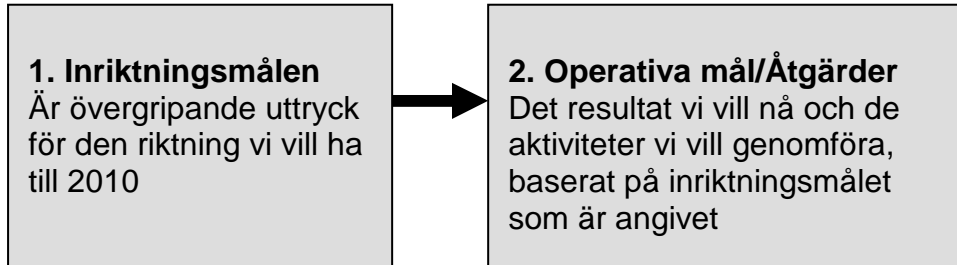 1. Inriktningsmålen
Är övergripande uttryck
för den riktning vi vill ha
till 2010
2. Operativa mål/Åtgärder
Det resultat vi vill nå och de
aktiviteter vi vill genomföra,
baserat på inriktningsmålet
som är angivet